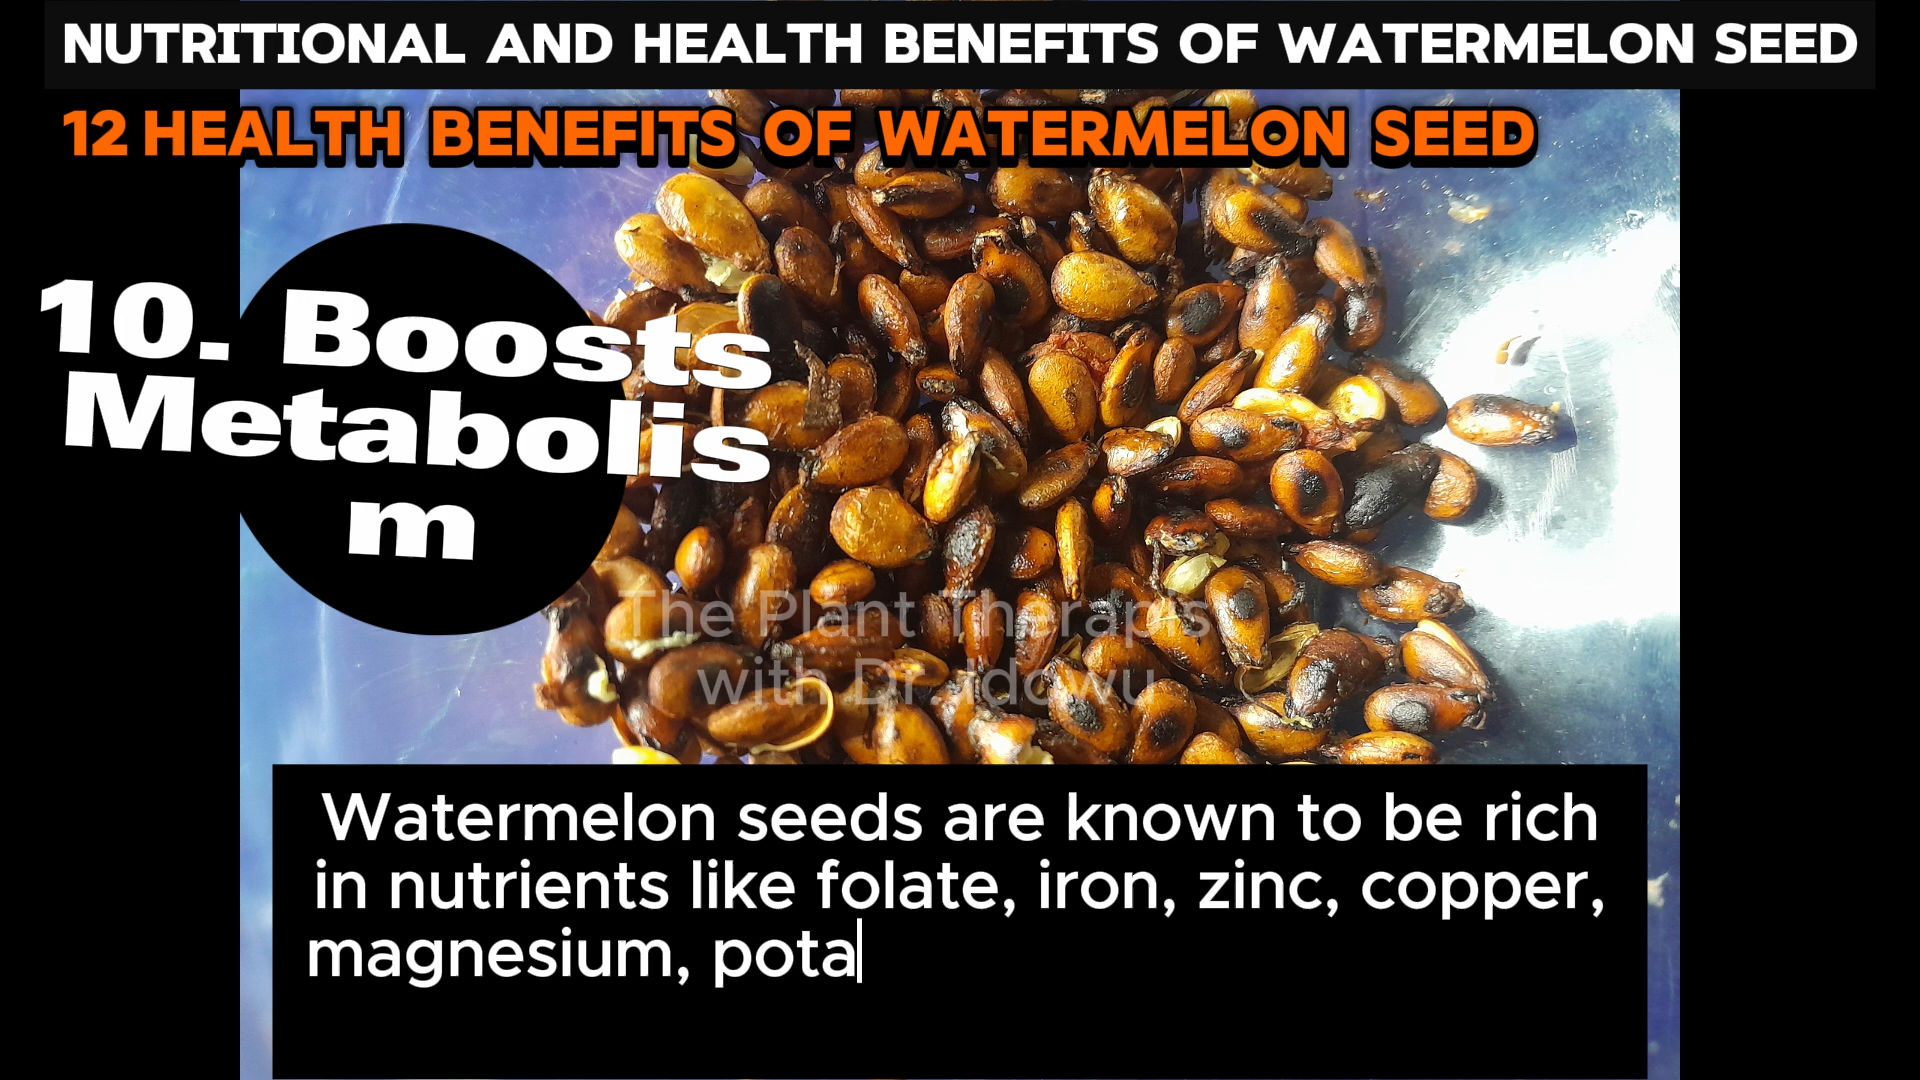 NUTRITIONAL AND HEALTH BENEFITS OF WATERMELON SEED
12 HEALTH BENEFITS OF WATERMELON SEED
10. Boosts
Metabolis
m
The Plant Therapis
with Dr. Idowu
Watermelon seeds are known to be rich
in nutrients like folate, iron, zinc, copper,
magnesium, pota